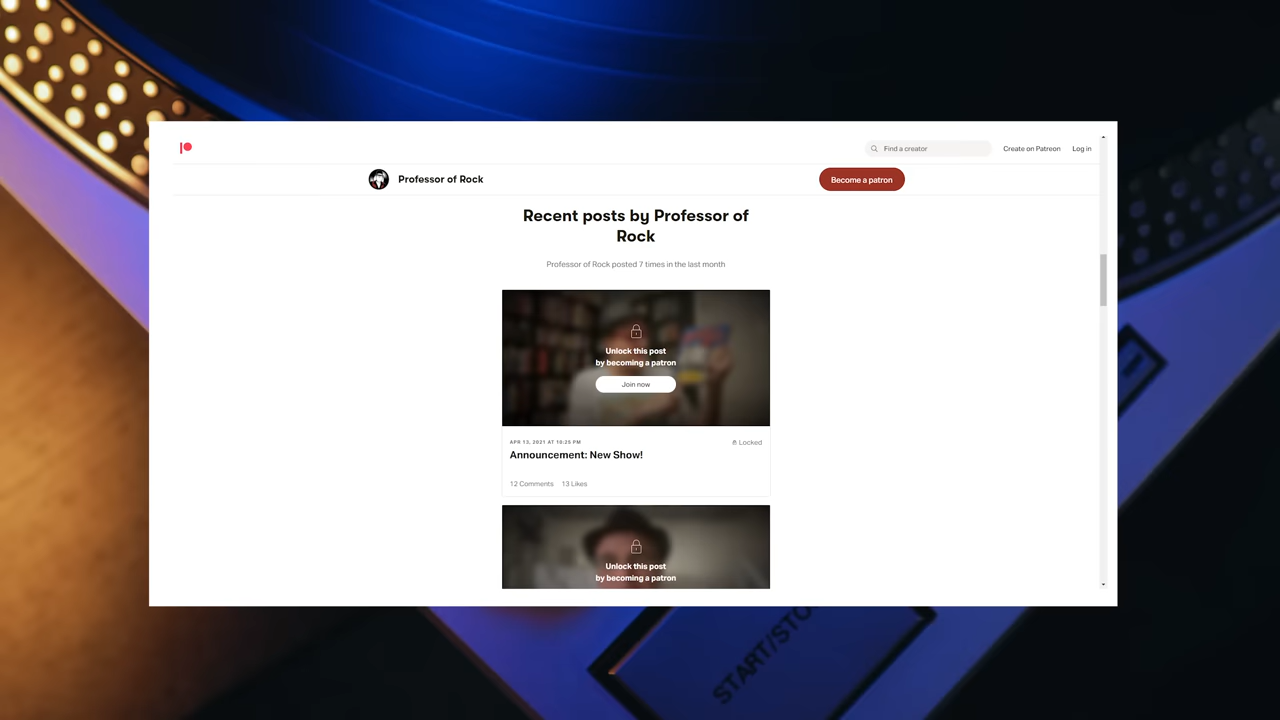 Find a creator
Create on Patreon
Log in
Professor of Rock
Become a patron
Recent posts by Professor of
Rock
Professor of Rock posted 7 times in the last month
Unlock this post
by becoming a patron
Join now
APR 13, 2021 AT 10:25 PM
Locked
Announcement: New Show!
12 Comments
13 Likes
Unlock this post
by becoming a patron
START/STO